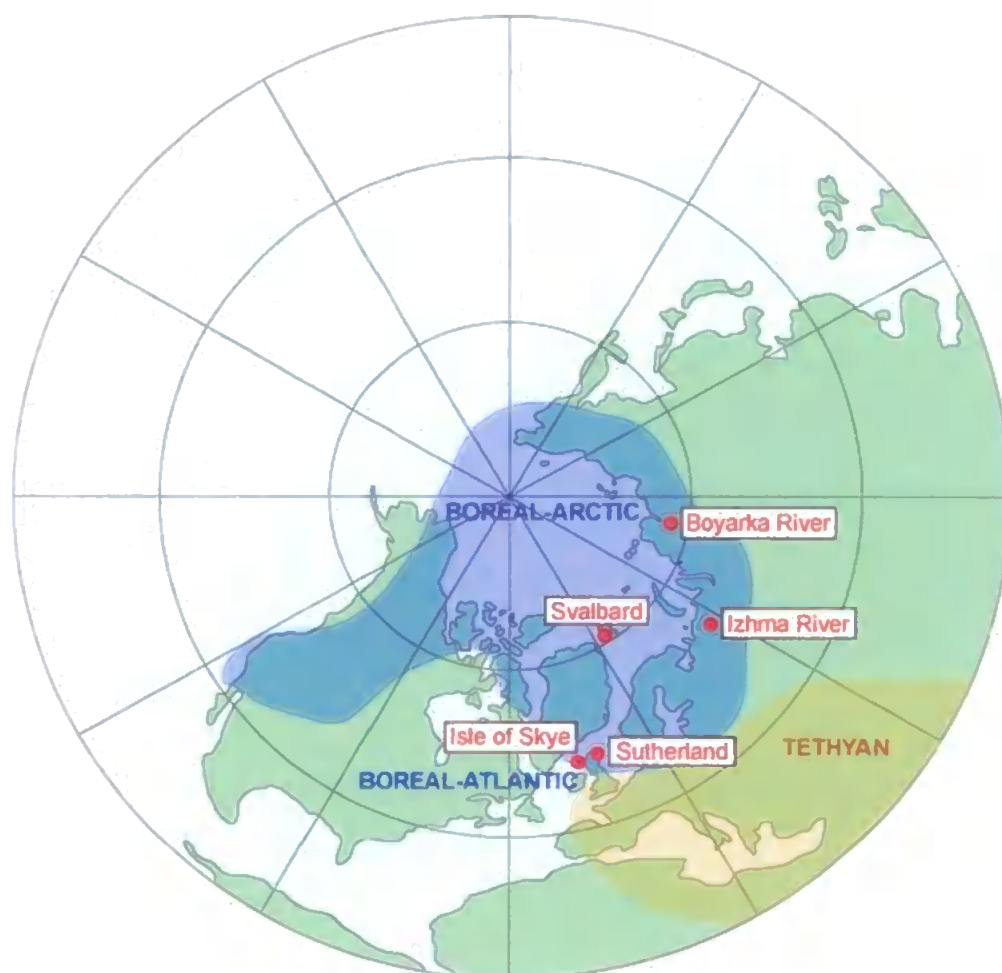 BOREAL-ARCTIC
Boyarka River
Svalbard
Izhma River
Isle of Skye
Sutherland
TETHYAN
BOREAL-ATLANTIC